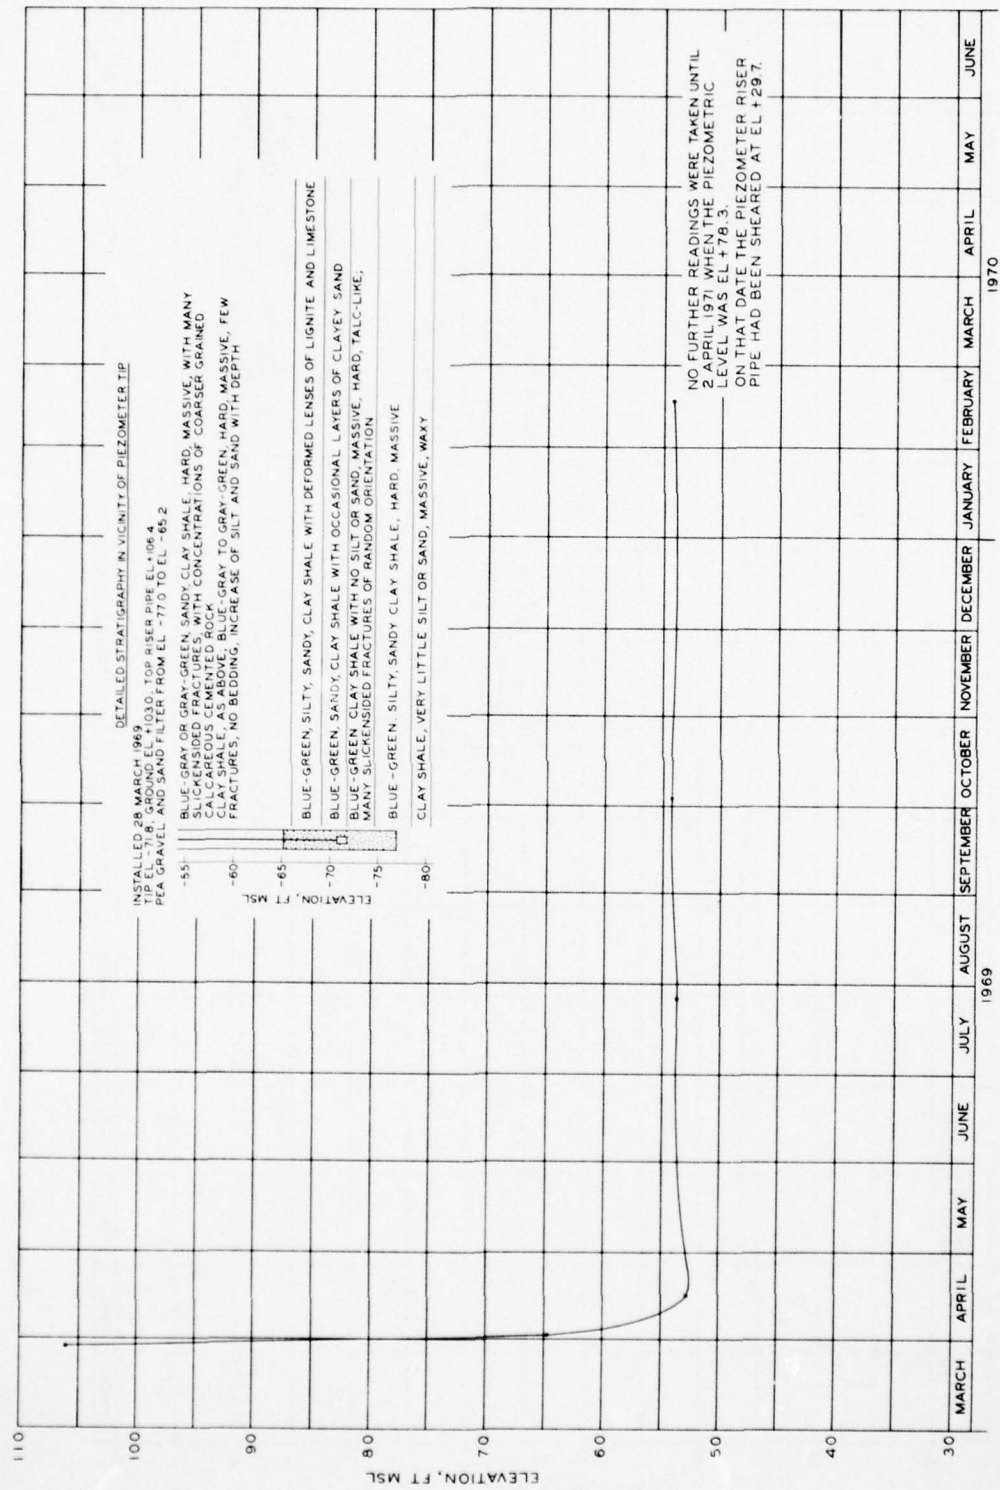 DETAILED STRATIGRAPHY IN VICINITY OF PIEZOMETER TIP
INSTALLED 28 MARCH 1969
TIP EL -71.8, GROUND EL +103.0, TOP RISER PIPE EL +106.4
PEA GRAVEL AND SAND FILTER FROM EL -77.0 TO EL -65.2
BLUE-GRAY OR GRAY-GREEN, SANDY, CLAY SHALE, HARD, MASSIVE, WITH MANY
SLICKENSIDED FRACTURES, WITH CONCENTRATIONS OF COARSER GRAINED
CALCAREOUS CEMENTED ROCK
CLAY SHALE, AS ABOVE, BLUE-GRAY TO GRAY-GREEN, HARD, MASSIVE, FEW
FRACTURES, NO BEDDING, INCREASE OF SILT AND SAND WITH DEPTH
BLUE-GREEN, SILTY, SANDY, CLAY SHALE WITH DEFORMED LENSES OF LIGNITE AND LIMESTONE
BLUE-GREEN, SANDY, CLAY SHALE WITH OCCASIONAL LAYERS OF CLAYEY SAND
BLUE-GREEN, CLAY SHALE WITH NO SILT OR SAND, MASSIVE, HARD, TALC-LIKE,
MANY SLICKENSIDED FRACTURES OF RANDOM ORIENTATION
BLUE-GREEN, SILTY, SANDY CLAY SHALE, HARD, MASSIVE
CLAY SHALE, VERY LITTLE SILT OR SAND, MASSIVE, WAXY
-55
-60
-65
-70
-75
-80
ELEVATION, FT MSL
NO FURTHER READINGS WERE TAKEN UNTIL
2 APRIL 1971 WHEN THE PIEZOMETRIC
LEVEL WAS EL +78.3.
ON THAT DATE THE PIEZOMETER RISER
PIPE HAD BEEN SHEARED AT EL +29.7.
110
100
90
80
70
60
50
40
30
ELEVATION, FT MSL
MARCH APRIL MAY JUNE JULY AUGUST SEPTEMBER OCTOBER NOVEMBER DECEMBER JANUARY FEBRUARY MARCH APRIL MAY JUNE
1969 1970